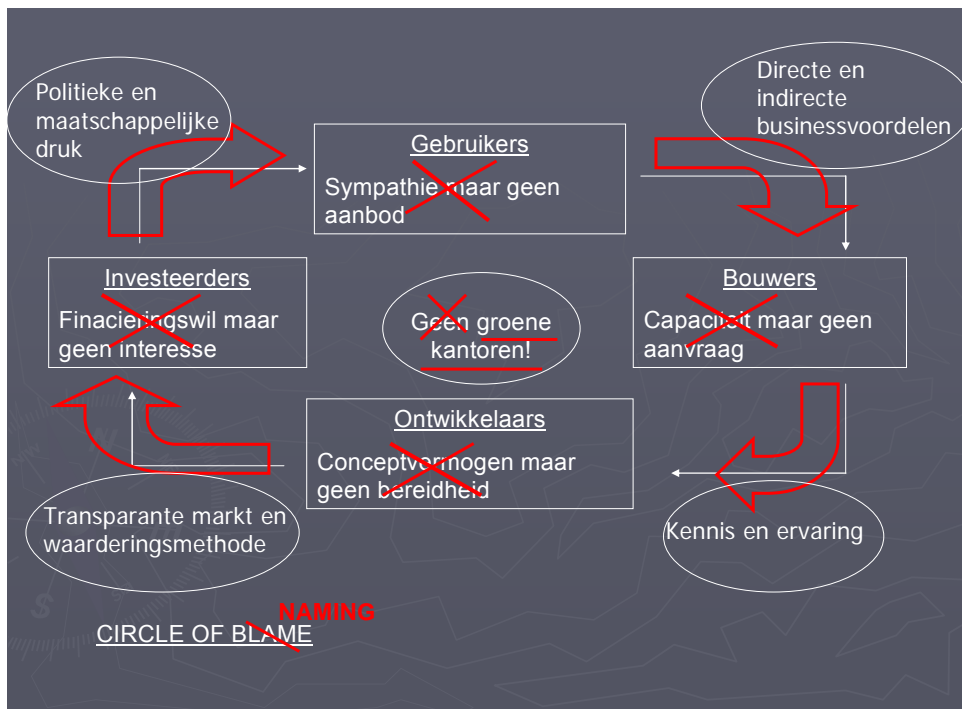 Politieke en
maatschappelijke
druk
Directe en
indirecte
businessvoordelen
Gebruikers
Sympathie maar geen
aanbod
Investeerders
Finacieringswil maar
geen interesse
Geen groene
kantoren!
Bouwers
Capaciteit maar geen
aanvraag
Ontwikkelaars
Conceptvermogen maar
geen bereidheid
Transparante markt en
waarderingsmethode
Kennis en ervaring
NAMING
CIRCLE OF BLAME
N
S